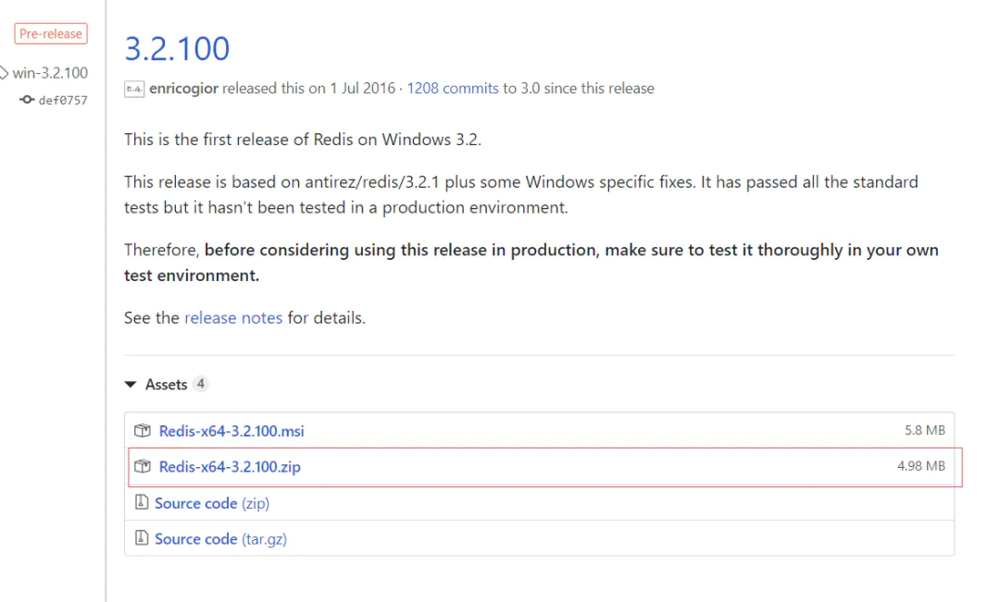 Pre-release
win-3.2.100
def0757
3.2.100
enricogior released this on 1 Jul 2016 · 1208 commits to 3.0 since this release
This is the first release of Redis on Windows 3.2.
This release is based on antirez/redis/3.2.1 plus some Windows specific fixes. It has passed all the standard
tests but it hasn't been tested in a production environment.
Therefore, before considering using this release in production, make sure to test it thoroughly in your own
test environment.
See the release notes for details.
Assets 4
Redis-x64-3.2.100.msi 5.8 MB
Redis-x64-3.2.100.zip 4.98 MB
Source code (zip)
Source code (tar.gz)